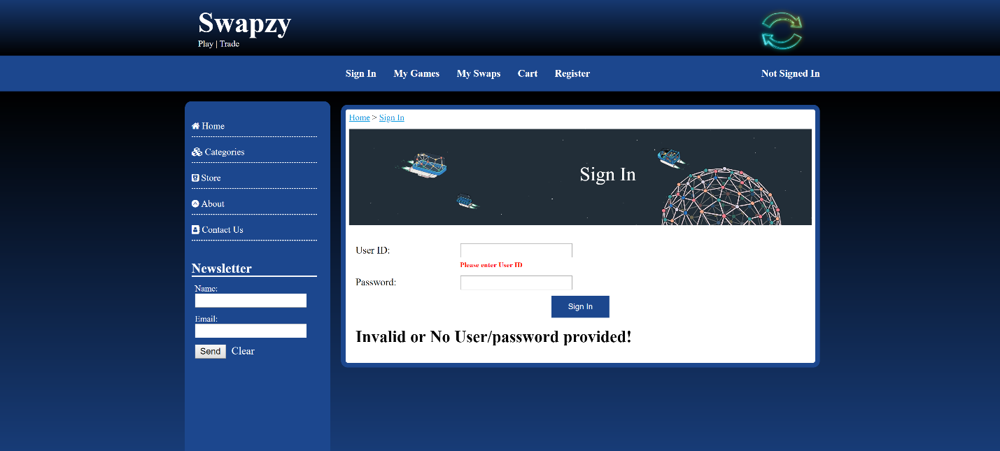 Swapzy
Play | Trade
Sign In My Games My Swaps Cart Register Not Signed In
Home
Categories
Store
About
Contact Us
Newsletter
Name:
Email:
Send Clear
Home > Sign In
Sign In
User ID:
Please enter User ID
Password:
Sign In
Invalid or No User/password provided!